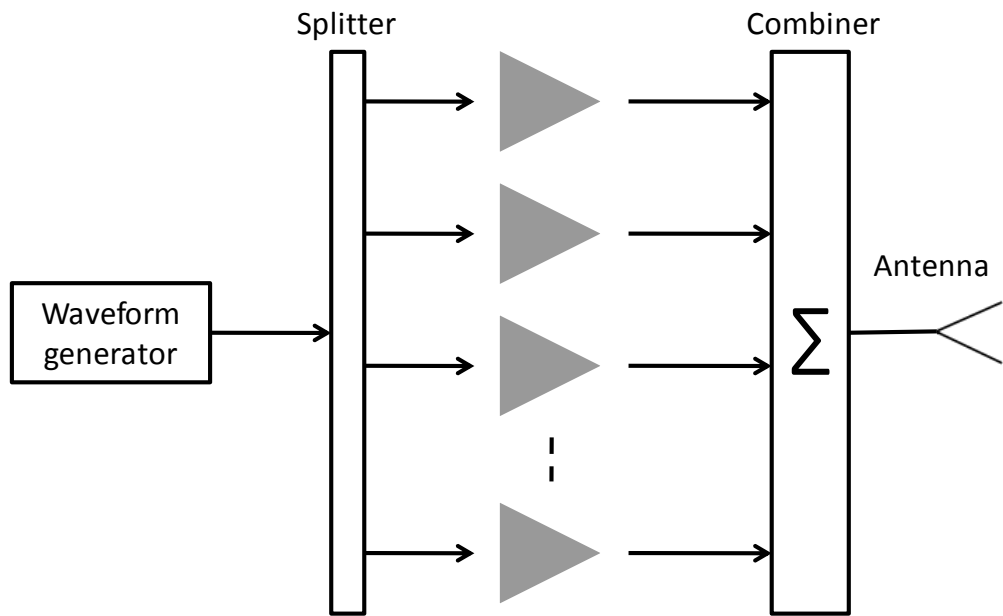 Splitter
Combiner
Antenna
Waveform
generator
Σ